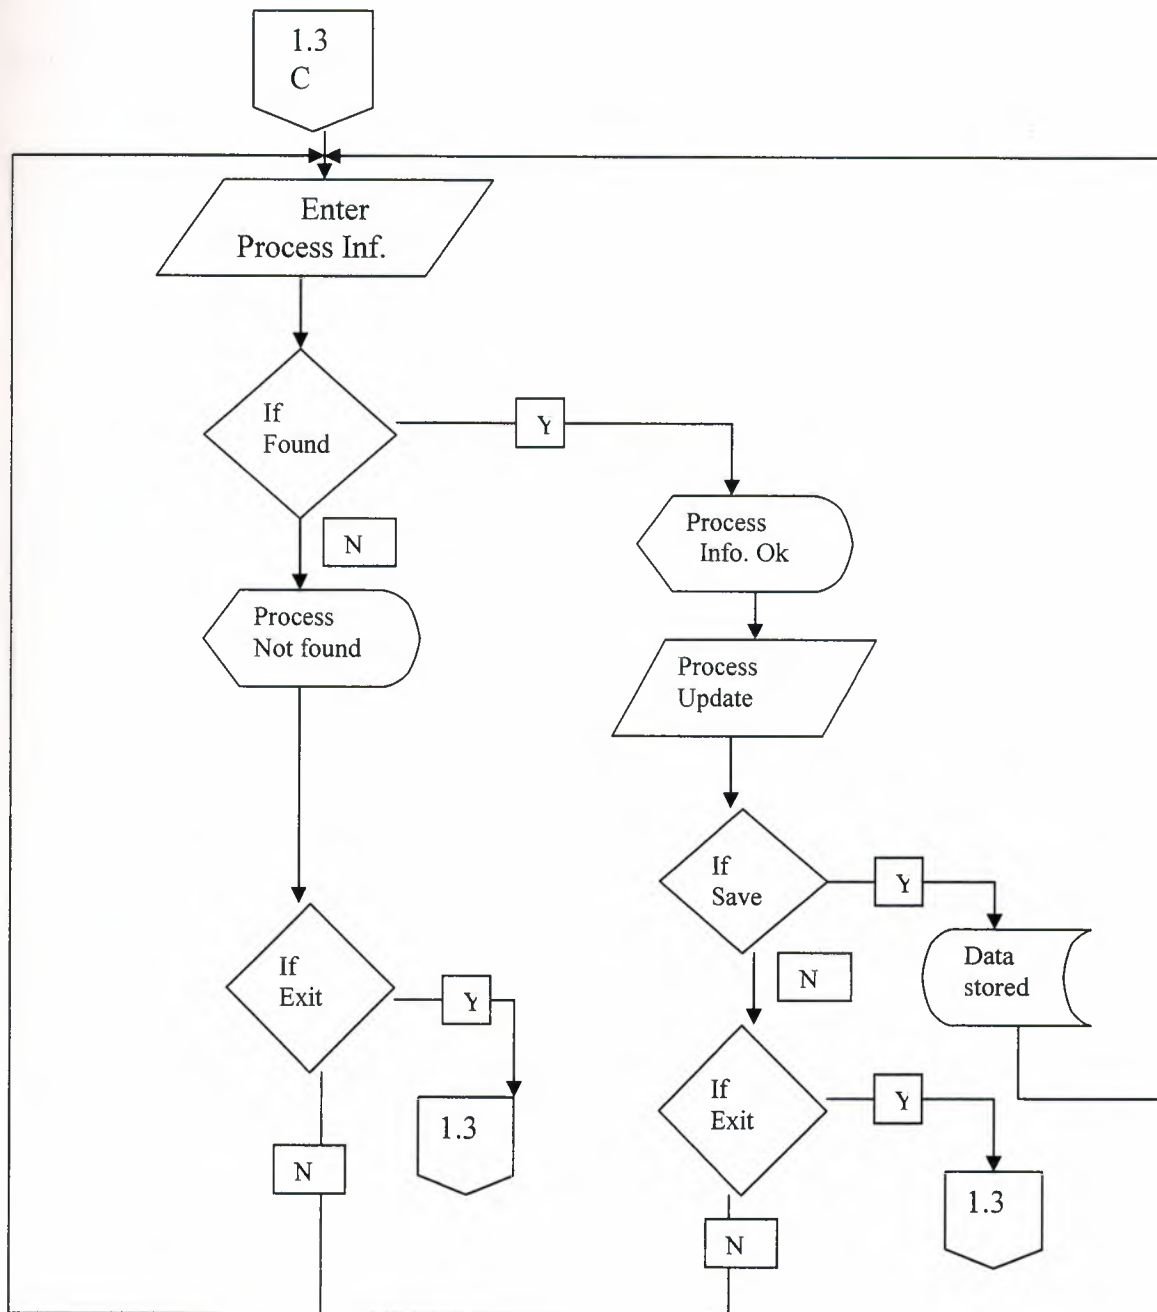 1.3
C
Enter
Process Inf.
If
Found
Y
N
Process
Info. Ok
Process
Not found
Process
Update
If
Save
Y
N
Data
stored
If
Exit
Y
1.3
N
If
Exit
Y
1.3
N